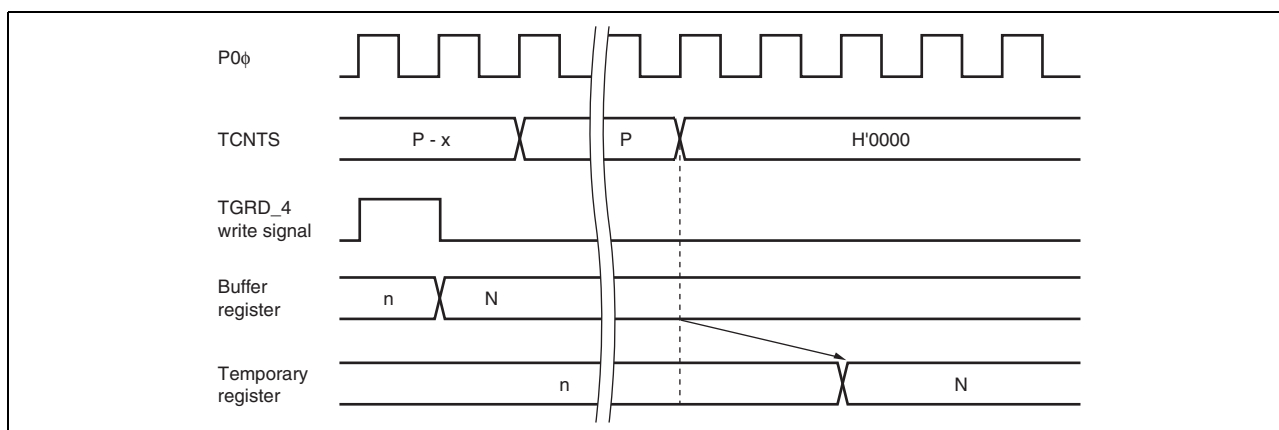 P0ϕ
TCNTS
P - x
P
H'0000
TGRD_4
write signal
Buffer
register
n
N
Temporary
register
n
N